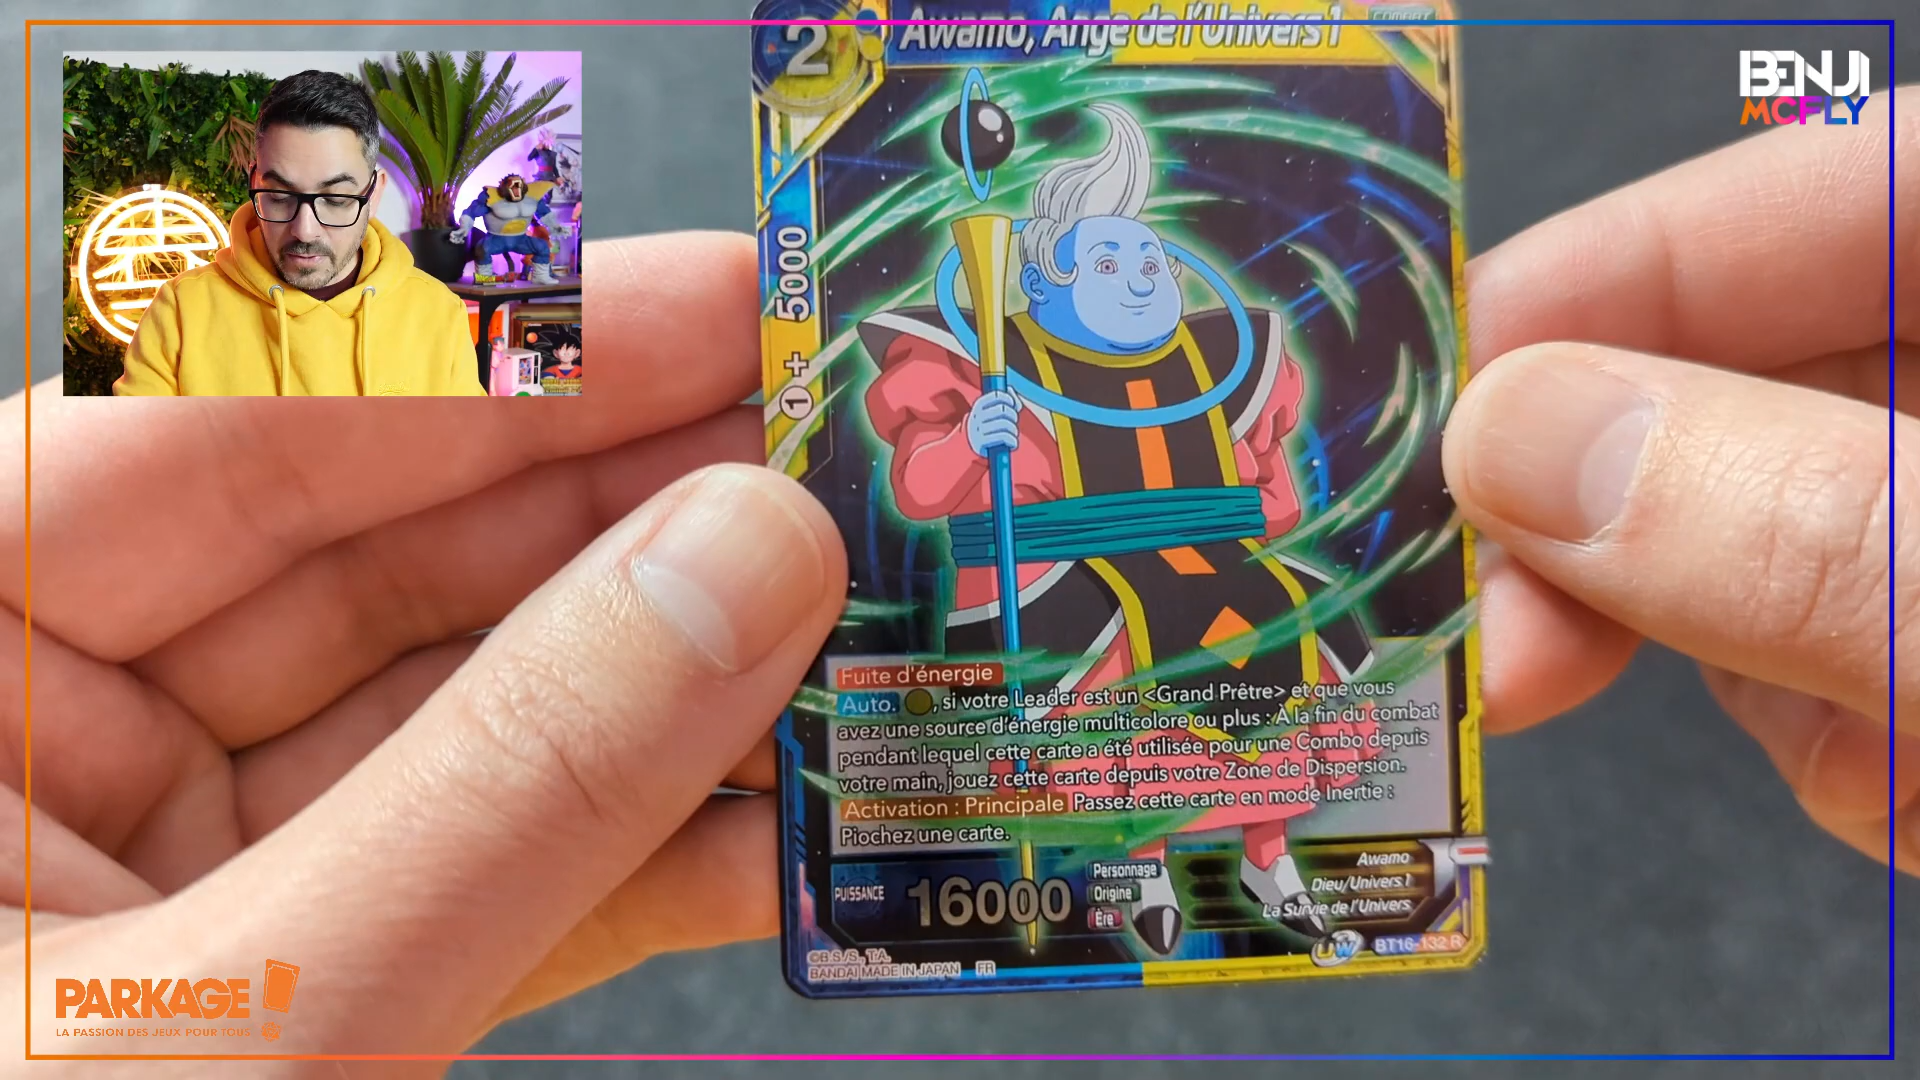 2
Awamo, Ange de l'Univers 1
COMBAT
BENJI
MCFLY
1 + 5000
Fuite d'énergie
Auto. , si votre Leader est un <Grand Prêtre> et que vous
avez une source d'énergie multicolore ou plus : À la fin du combat
pendant lequel cette carte a été utilisée pour une Combo depuis
votre main, jouez cette carte depuis votre Zone de Dispersion.
Activation : Principale Passez cette carte en mode Inertie :
Piochez une carte.
PUISSANCE
16000
Personnage
Origine
Ère
Awamo
Dieu/Univers 1
La Survie de l'Univers
UW
BT16-132 R
©B.S./S., T.A.
BANDAI MADE IN JAPAN FR
PARKAGE
LA PASSION DES JEUX POUR TOUS